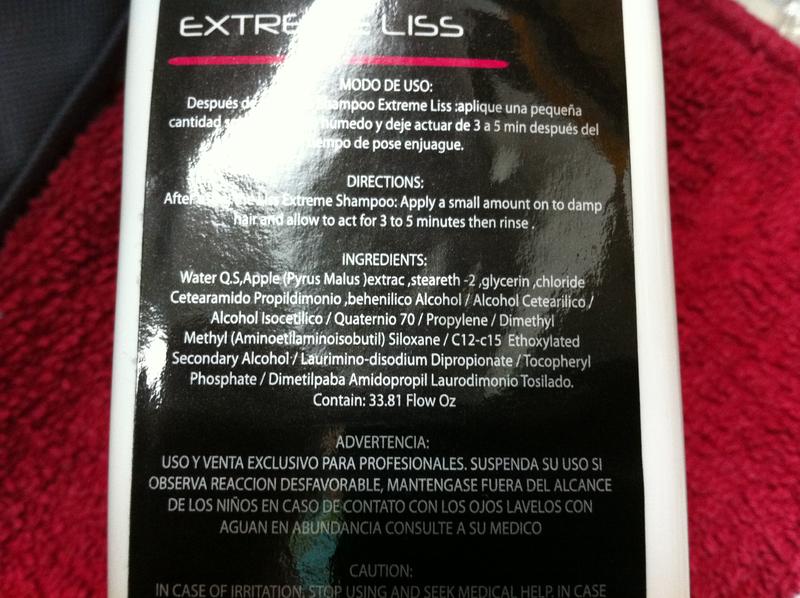 EXTREME LISS
MODO DE USO:
Después de Shampoo Extreme Liss :aplique una pequeña
cantidad húmedo y deje actuar de 3 a 5 min después del
tiempo de pose enjuague.
DIRECTIONS:
After the Liss Extreme Shampoo: Apply a small amount on to damp
hair and allow to act for 3 to 5 minutes then rinse .
INGREDIENTS:
Water Q.S,Apple (Pyrus Malus )extrac ,steareth -2 ,glycerin ,chloride
Cetearamido Propildimonio ,behenilico Alcohol / Alcohol Cetearilico /
Alcohol Isocetilico / Quaternio 70 / Propylene / Dimethyl
Methyl (Aminoetilaminoisobutil) Siloxane / C12-c15 Ethoxylated
Secondary Alcohol / Laurimino-disodium Dipropionate / Tocopheryl
Phosphate / Dimetilpaba Amidopropil Laurodimonio Tosilado.
Contain: 33.81 Flow Oz
ADVERTENCIA:
USO Y VENTA EXCLUSIVO PARA PROFESIONALES. SUSPENDA SU USO SI
OBSERVA REACCION DESFAVORABLE, MANTENGASE FUERA DEL ALCANCE
DE LOS NIÑOS EN CASO DE CONTATO CON LOS OJOS LAVELOS CON
AGUAN EN ABUNDANCIA CONSULTE A SU MEDICO
CAUTION:
IN CASE OF IRRITATION, STOP USING AND SEEK MEDICAL HELP. IN CASE